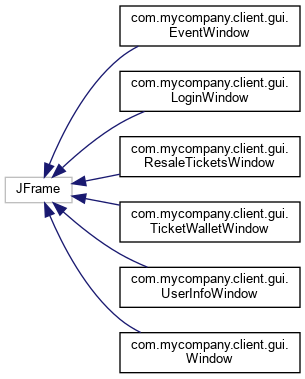 com.mycompany.client.gui.
EventWindow
com.mycompany.client.gui.
LoginWindow
com.mycompany.client.gui.
ResaleTicketsWindow
JFrame
com.mycompany.client.gui.
TicketWalletWindow
com.mycompany.client.gui.
UserInfoWindow
com.mycompany.client.gui.
Window